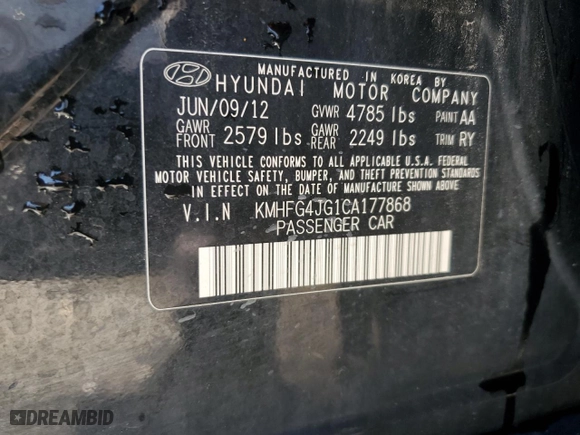 MANUFACTURED IN KOREA BY
HYUNDAI MOTOR COMPANY
JUN/09/12 GVWR 4785 lbs PAINT AA
GAWR FRONT 2579 lbs GAWR -REAR 2249 lbs TRIM RY
THIS VEHICLE CONFORMS TO ALL APPLICABLE U.S.A. FEDERAL
MOTOR VEHICLE SAFETY, BUMPER, AND THEFT PREVENTION STANDARDS
IN EFFECT ON THE DATE OF MANUFACTURE SHOWN ABOVE.
V.I.N KMHFG4JG1CA177868
PASSENGER CAR
DREAMBID